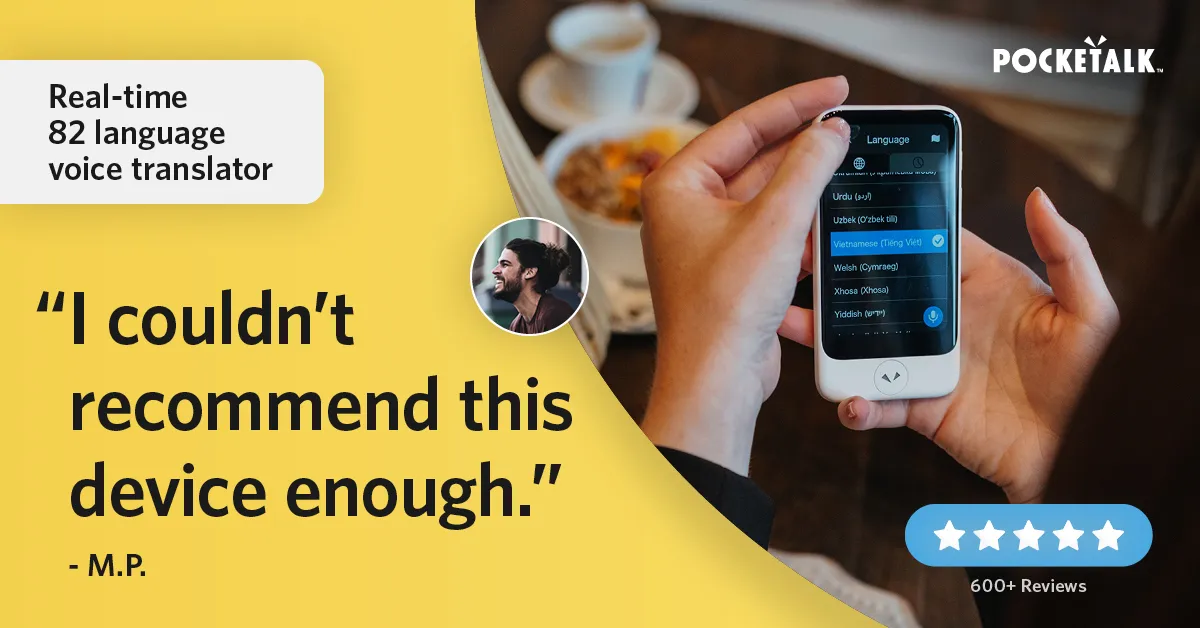 Real-time
82 language
voice translator
“I couldn’t
recommend this
device enough.”
- M.P.
POCKETALK™
Language
Urdu (اردو)
Uzbek (O‘zbek tili)
Vietnamese (Tiếng Việt)
Welsh (Cymraeg)
Xhosa (Xhosa)
Yiddish (ייִדיש)
600+ Reviews